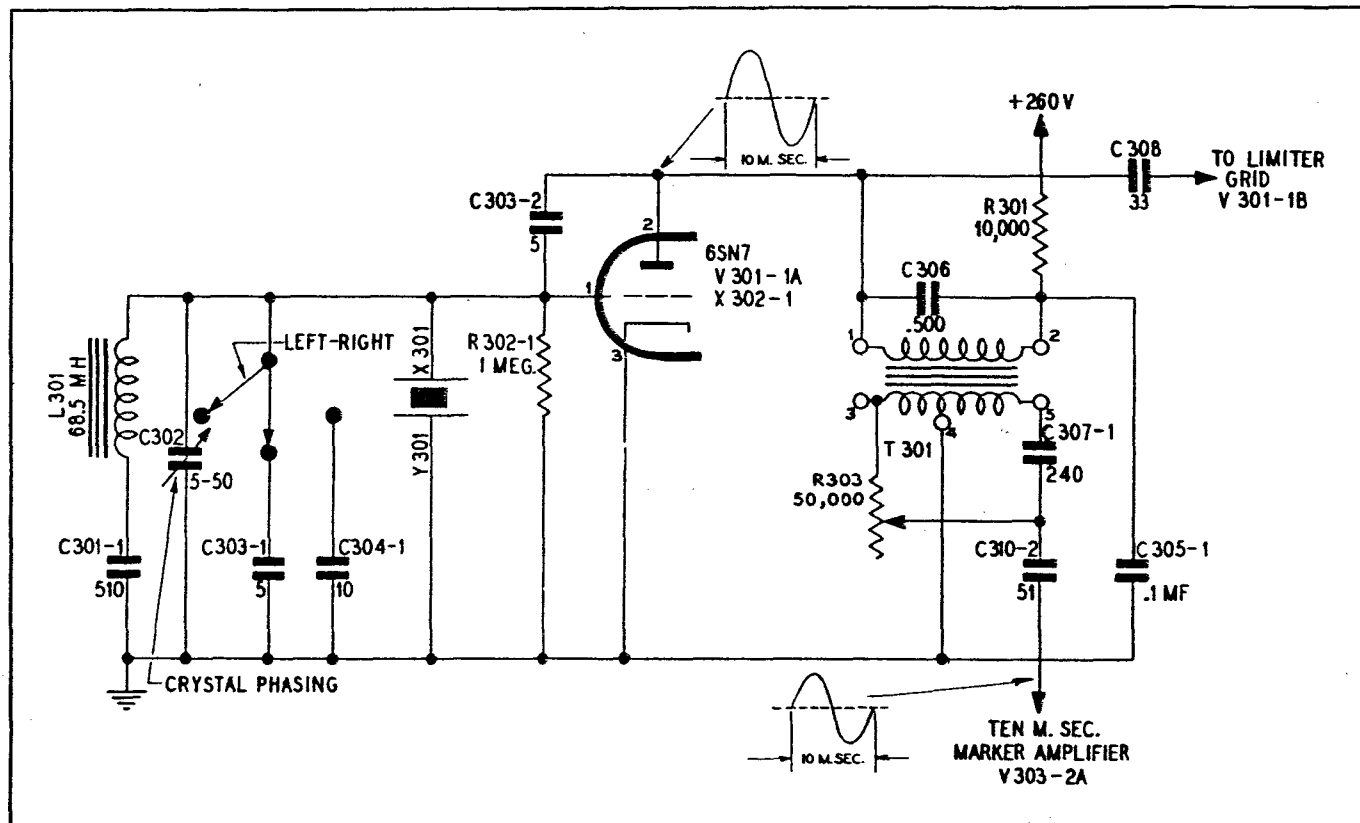 10 M. SEC.
+260 V
C 308
33
TO LIMITER
GRID
V 301-1B
C303-2
5
2
1
3
6SN7
V 301-1A
X 302-1
R301
10,000
C306
.500
1
2
3
4
5
T 301
L301
68.5 MH
LEFT-RIGHT
C302
5-50
X 301
Y301
R302-1
1 MEG.
R303
50,000
C307-1
240
C301-1
510
C303-1
5
C304-1
10
C310-2
51
C305-1
.1 MF
CRYSTAL PHASING
10 M.SEC.
TEN M. SEC.
MARKER AMPLIFIER
V303-2A